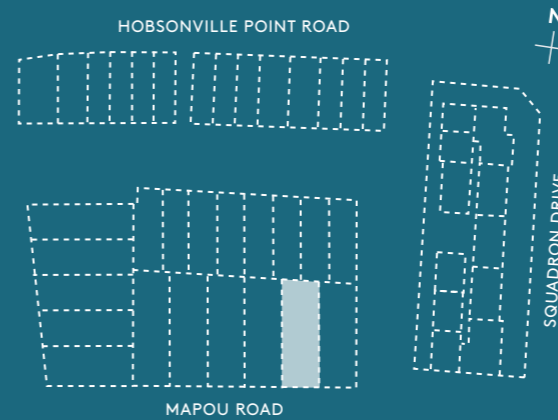 HOBSONVILLE POINT ROAD
N
SQUADRON DRIVE
MAPOU ROAD